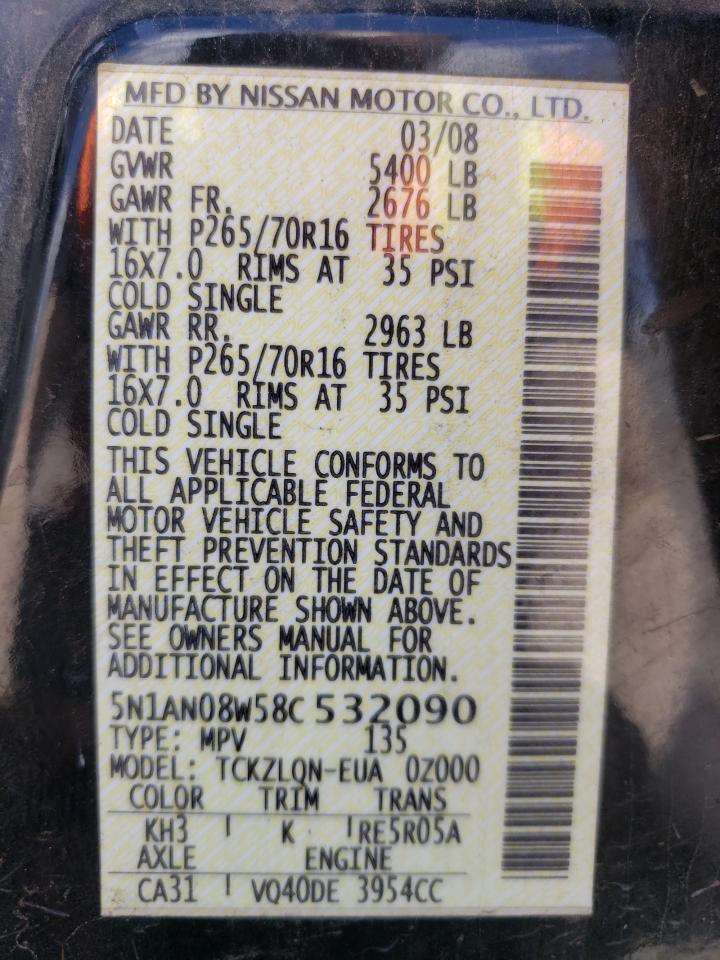 MFD BY NISSAN MOTOR CO., LTD.
DATE 03/08
GVWR 5400 LB
GAWR FR. 2676 LB
WITH P265/70R16 TIRES
16X7.0 RIMS AT 35 PSI
COLD SINGLE
GAWR RR. 2963 LB
WITH P265/70R16 TIRES
16X7.0 RIMS AT 35 PSI
COLD SINGLE
THIS VEHICLE CONFORMS TO
ALL APPLICABLE FEDERAL
MOTOR VEHICLE SAFETY AND
THEFT PREVENTION STANDARDS
IN EFFECT ON THE DATE OF
MANUFACTURE SHOWN ABOVE.
SEE OWNERS MANUAL FOR
ADDITIONAL INFORMATION.
5N1AN08W58C 532090
TYPE: MPV 135
MODEL: TCKZLQN-EUA 0Z000
COLOR TRIM TRANS
KH3 K RE5R05A
AXLE ENGINE
CA31 VQ40DE 3954CC